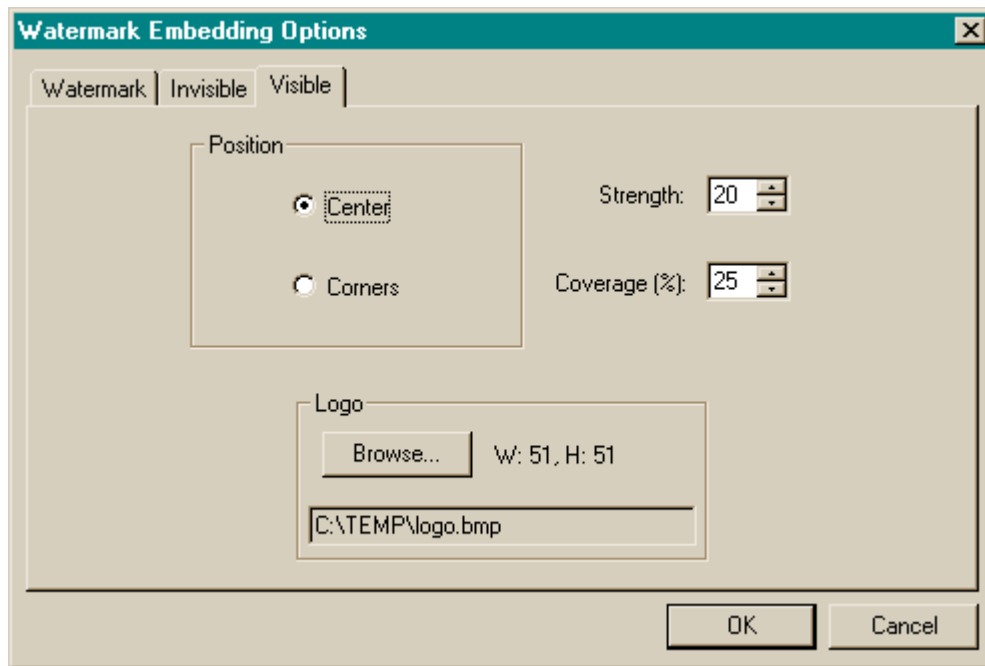 Watermark Embedding Options
Watermark Invisible Visible
Position
Center
Corners
Strength: 20
Coverage (%): 25
Logo
Browse... W: 51, H: 51
C:\TEMP\logo.bmp
OK Cancel